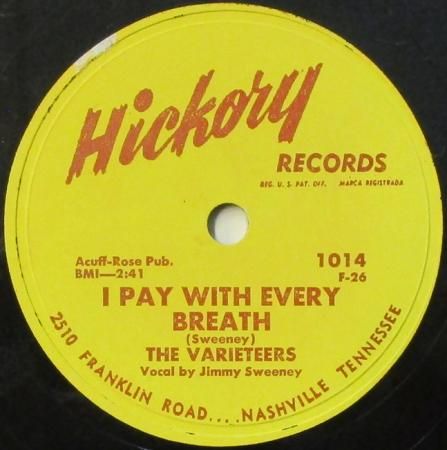 Hickory
RECORDS
REG. U. S. PAT. OFF. MARCA REGISTRADA
Acuff-Rose Pub.
BMI—2:41
1014
F-26
I PAY WITH EVERY
BREATH
(Sweeney)
THE VARIETEERS
Vocal by Jimmy Sweeney
2510 FRANKLIN ROAD.... NASHVILLE TENNESSEE